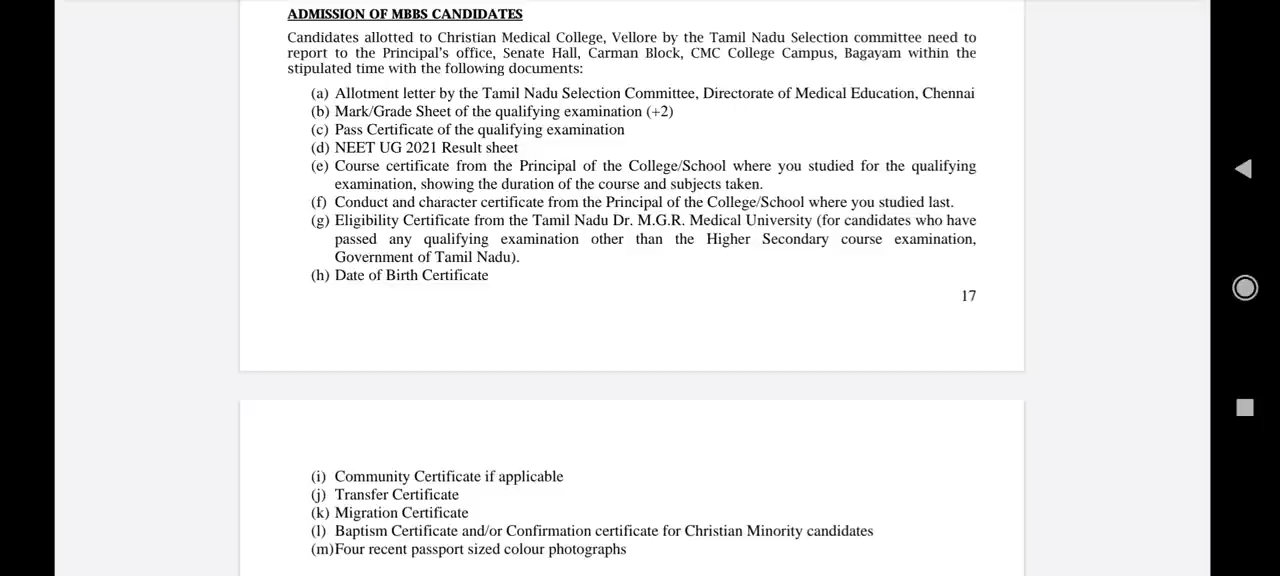 ADMISSION OF MBBS CANDIDATES
Candidates allotted to Christian Medical College, Vellore by the Tamil Nadu Selection committee need to
report to the Principal's office, Senate Hall, Carman Block, CMC College Campus, Bagayam within the
stipulated time with the following documents:
(a) Allotment letter by the Tamil Nadu Selection Committee, Directorate of Medical Education, Chennai
(b) Mark/Grade Sheet of the qualifying examination (+2)
(c) Pass Certificate of the qualifying examination
(d) NEET UG 2021 Result sheet
(e) Course certificate from the Principal of the College/School where you studied for the qualifying
examination, showing the duration of the course and subjects taken.
(f) Conduct and character certificate from the Principal of the College/School where you studied last.
(g) Eligibility Certificate from the Tamil Nadu Dr. M.G.R. Medical University (for candidates who have
passed any qualifying examination other than the Higher Secondary course examination,
Government of Tamil Nadu).
(h) Date of Birth Certificate
17
(i) Community Certificate if applicable
(j) Transfer Certificate
(k) Migration Certificate
(l) Baptism Certificate and/or Confirmation certificate for Christian Minority candidates
(m)Four recent passport sized colour photographs